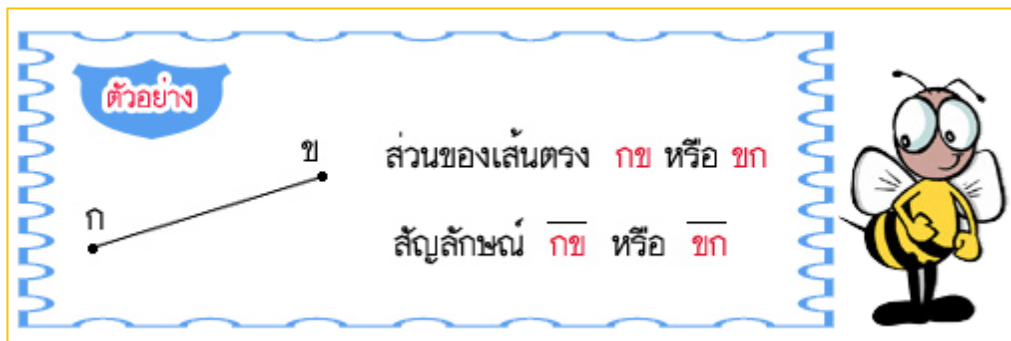 ตัวอย่าง
ข
ก
ส่วนของเส้นตรง กข หรือ ขก
สัญลักษณ์ กข หรือ ขก